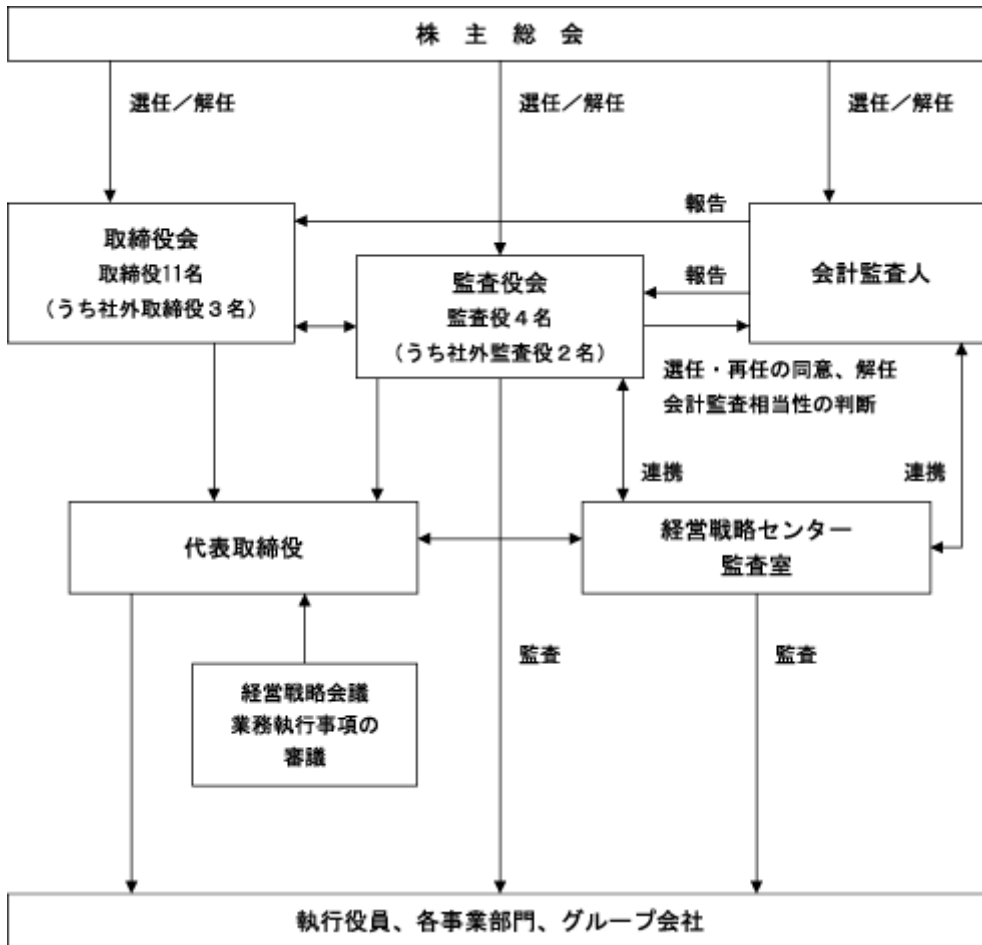 株主総会
選任／解任
選任／解任
選任／解任
取締役会
取締役11名
（うち社外取締役３名）
監査役会
監査役４名
（うち社外監査役２名）
会計監査人
報告
報告
選任・再任の同意、解任
会計監査相当性の判断
連携
連携
代表取締役
経営戦略センター
監査室
経営戦略会議
業務執行事項の
審議
監査
監査
執行役員、各事業部門、グループ会社